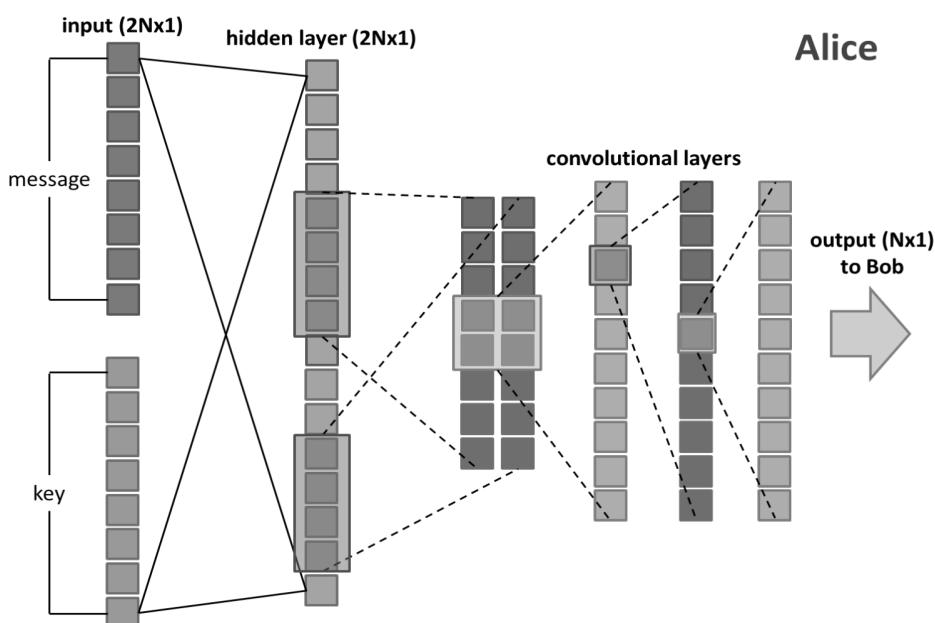 input (2Nx1)
hidden layer (2Nx1)
Alice
convolutional layers
message
output (Nx1)
to Bob
key